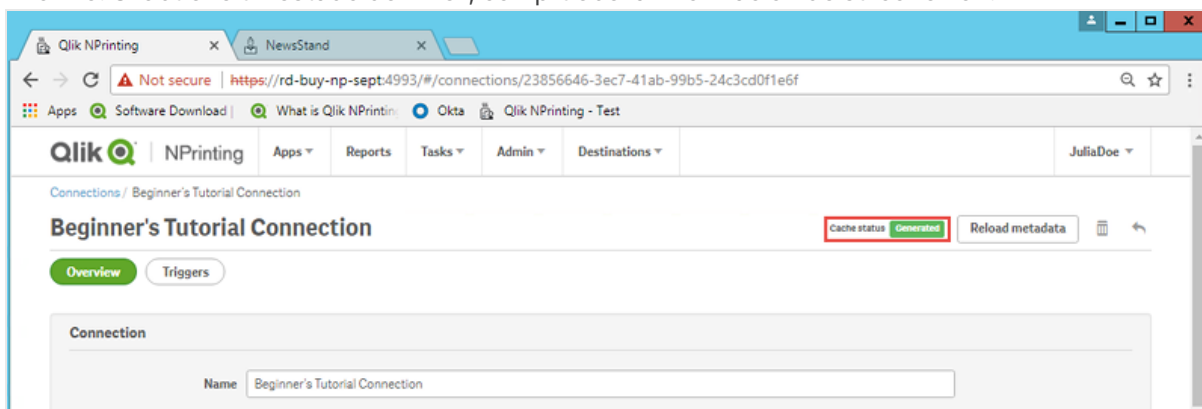 Qlik NPrinting
NewsStand
Not secure | https://rd-buy-np-sept:4993/#/connections/23856646-3ec7-41ab-99b5-24c3cd0f1e6f
Apps Software Download | What is Qlik NPrinting Okta Qlik NPrinting - Test
Qlik NPrinting Apps Reports Tasks Admin Destinations JuliaDoe
Connections / Beginner's Tutorial Connection
Beginner's Tutorial Connection Cache status Generated Reload metadata
Overview Triggers
Connection
Name Beginner's Tutorial Connection